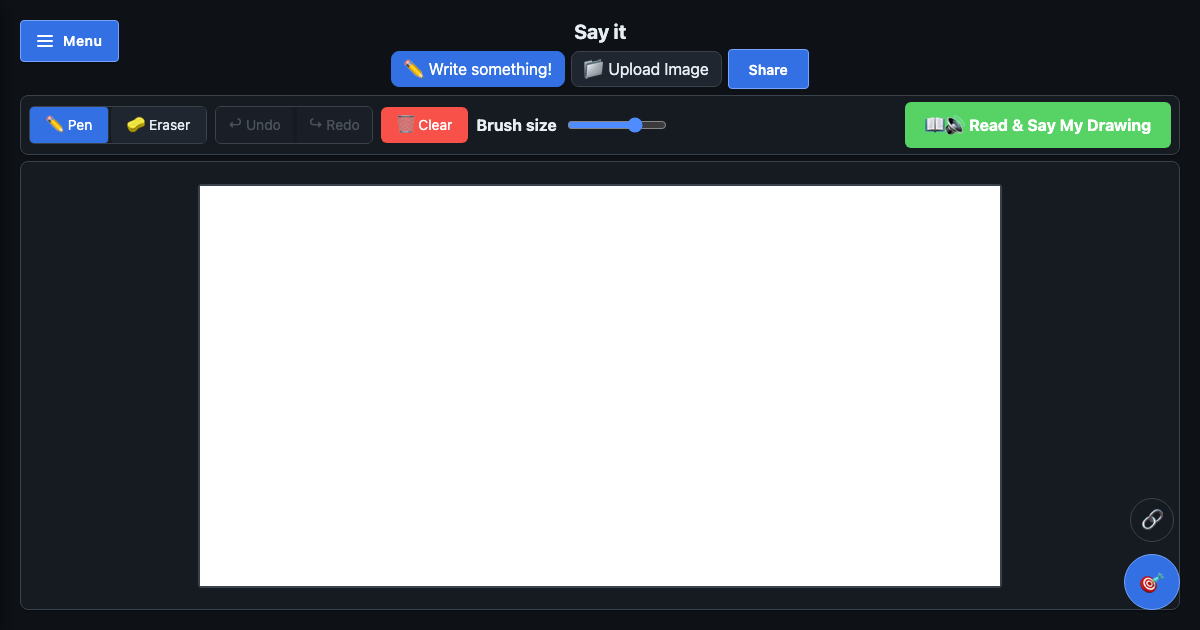 Menu
Say it
Write something!
Upload Image
Share
Pen
Eraser
Undo
Redo
Clear
Brush size
Read & Say My Drawing